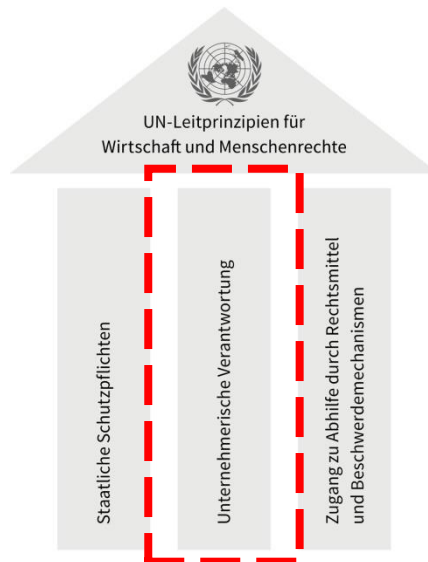 UN-Leitprinzipien für
Wirtschaft und Menschenrechte
Staatliche Schutzpflichten
Unternehmerische Verantwortung
Zugang zu Abhilfe durch Rechtsmittel
und Beschwerdemechanismen